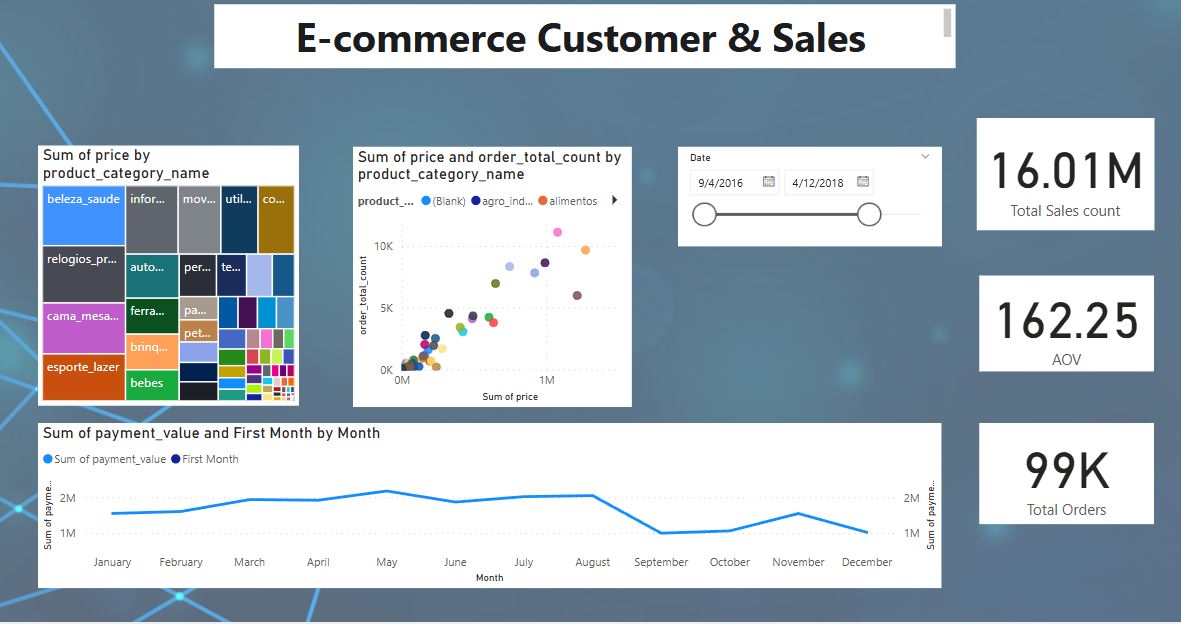 E-commerce Customer & Sales
Sum of price by
product_category_name
beleza_saude
infor...
mov...
util...
co...
relogios_pr...
auto...
per...
te...
cama_mesa...
ferra...
pa...
pet...
brinq...
esporte_lazer
bebes
Sum of price and order_total_count by
product_category_name
product_...
(Blank)
agro_ind...
alimentos
order_total_count
10K
5K
0K
0M
1M
Sum of price
Date
9/4/2016
4/12/2018
16.01M
Total Sales count
162.25
AOV
99K
Total Orders
Sum of payment_value and First Month by Month
Sum of payment_value
First Month
Sum of payme...
2M
1M
2M
1M
Sum of payme...
January
February
March
April
May
June
July
August
September
October
November
December
Month